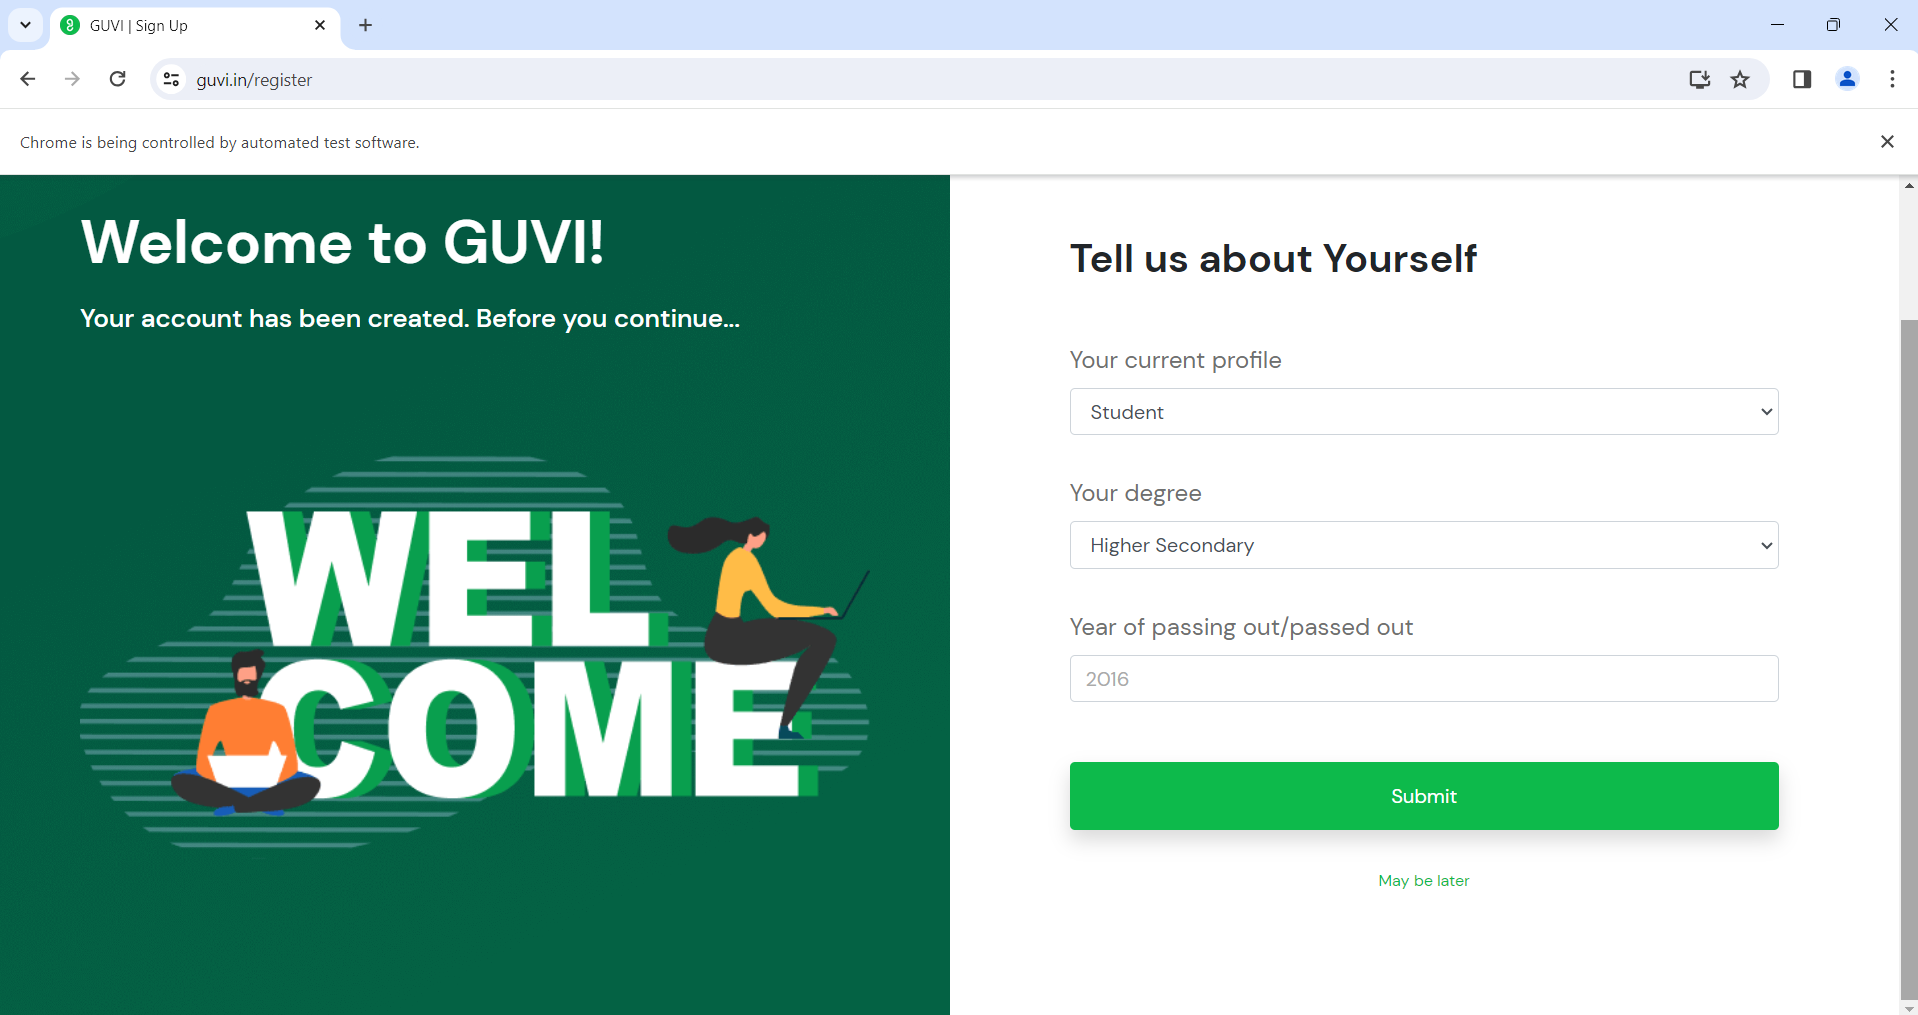 GUVI | Sign Up
guvi.in/register
Chrome is being controlled by automated test software.
Welcome to GUVI!
Your account has been created. Before you continue...
WEL
COME
Tell us about Yourself
Your current profile
Student
Your degree
Higher Secondary
Year of passing out/passed out
2016
Submit
May be later